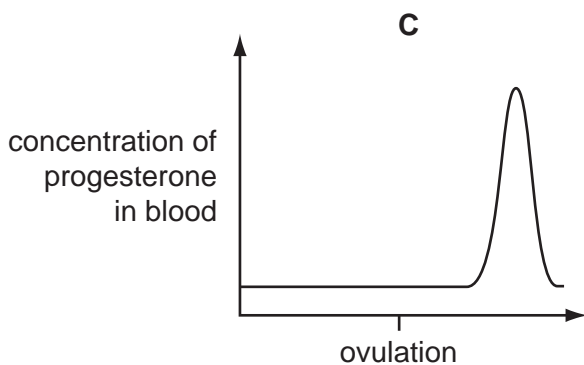 C
concentration of
progesterone
in blood
ovulation